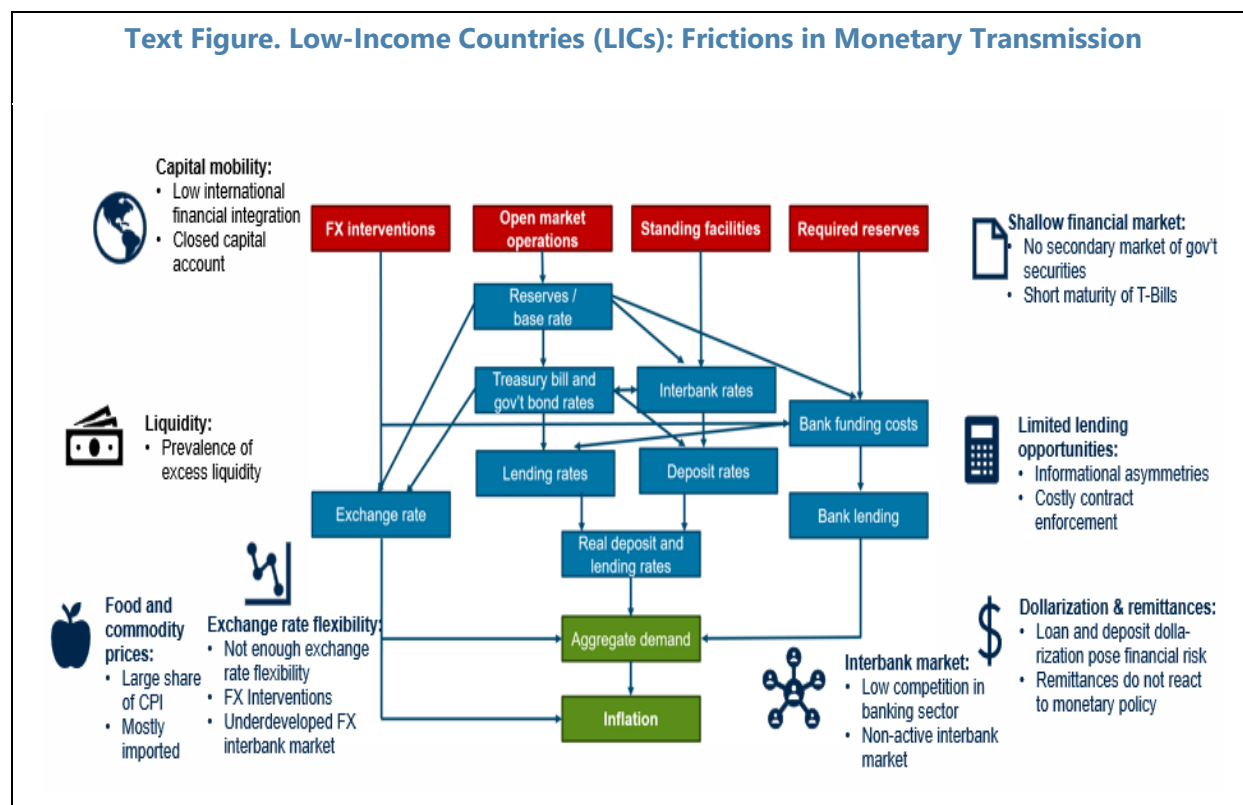 Text Figure. Low-Income Countries (LICs): Frictions in Monetary Transmission
Capital mobility:
• Low international
financial integration
• Closed capital
account
FX interventions
Open market
operations
Standing facilities
Required reserves
Shallow financial market:
• No secondary market of gov't
securities
• Short maturity of T-Bills
Reserves /
base rate
Treasury bill and
gov't bond rates
Interbank rates
Bank funding costs
Liquidity:
• Prevalence of
excess liquidity
Limited lending
opportunities:
• Informational asymmetries
• Costly contract
enforcement
Lending rates
Deposit rates
Exchange rate
Bank lending
Real deposit and
lending rates
Food and
commodity
prices:
• Large share
of CPI
• Mostly
imported
Exchange rate flexibility:
• Not enough exchange
rate flexibility
• FX Interventions
• Underdeveloped FX
interbank market
Aggregate demand
Inflation
Interbank market:
• Low competition in
banking sector
• Non-active interbank
market
$
Dollarization & remittances:
• Loan and deposit dolla-
rization pose financial risk
• Remittances do not react
to monetary policy